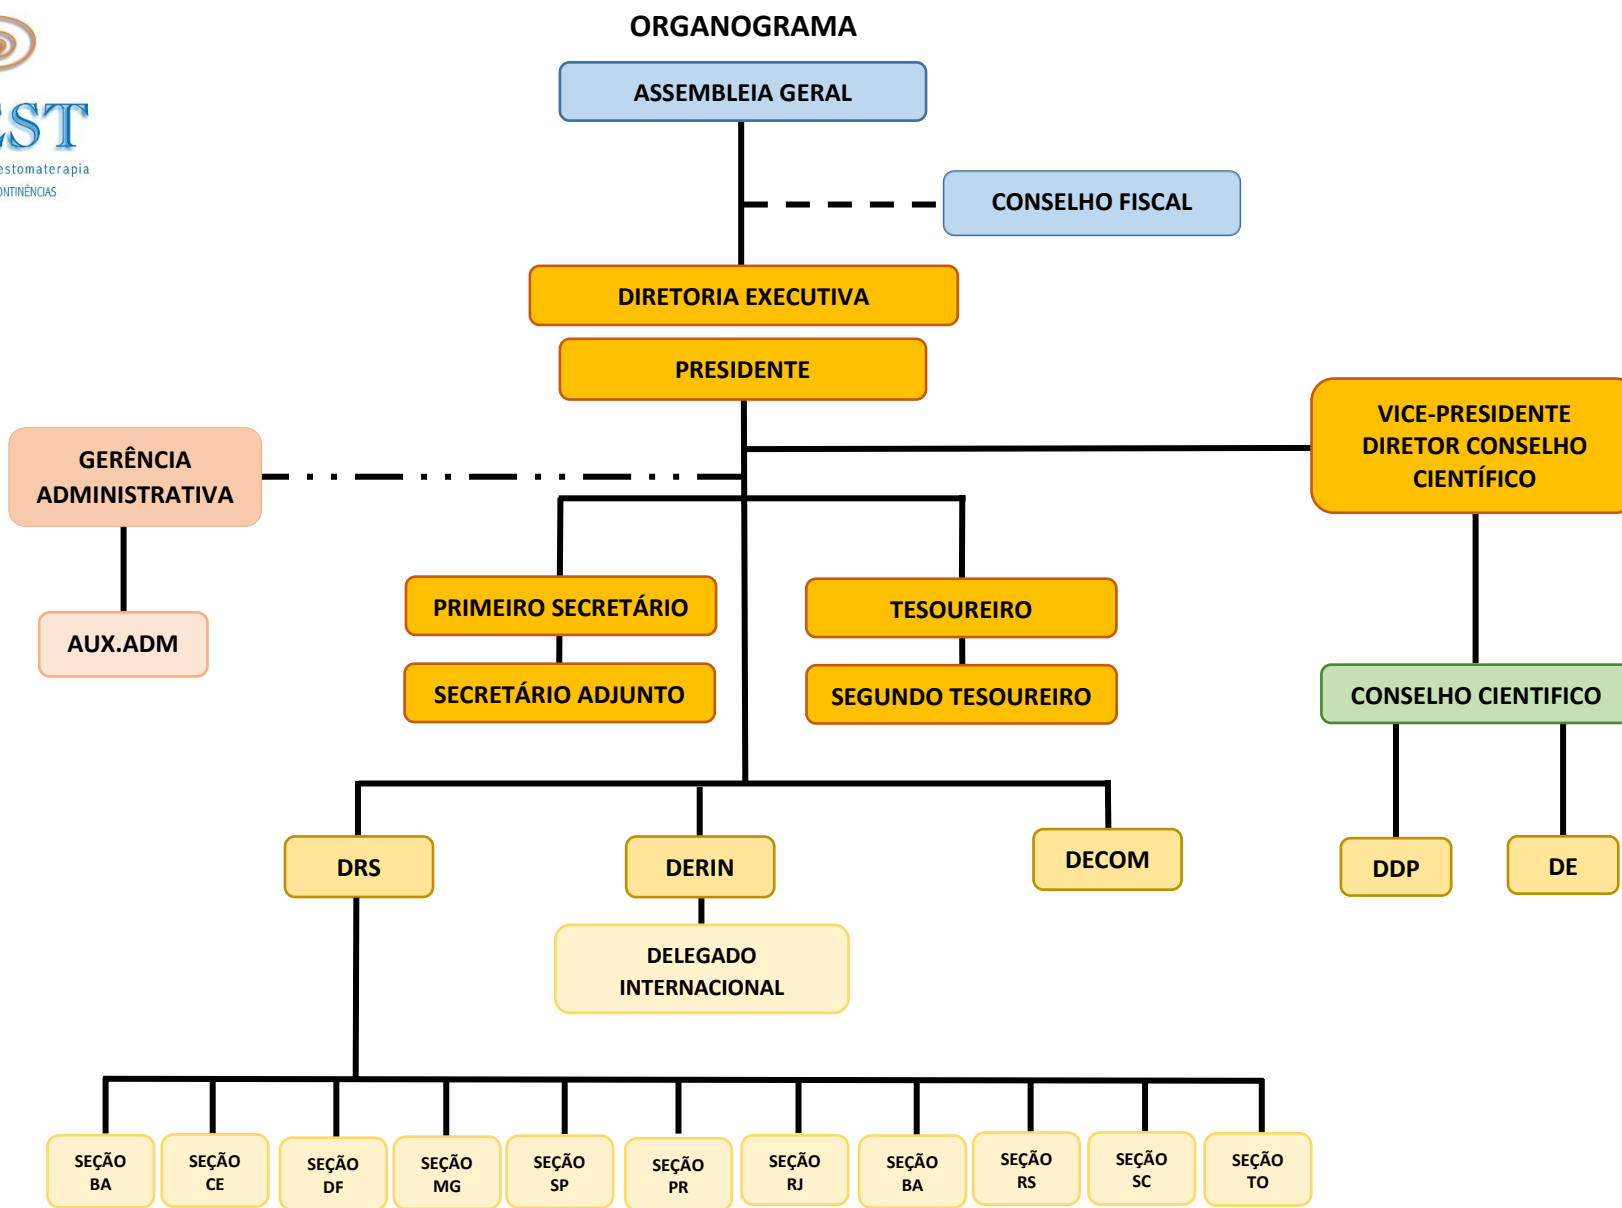 ORGANOGRAMA
EST
estomaterapia
ONTINÊNCIAS
ASSEMBLEIA GERAL
CONSELHO FISCAL
DIRETORIA EXECUTIVA
PRESIDENTE
VICE-PRESIDENTE
DIRETOR CONSELHO
CIENTÍFICO
GERÊNCIA
ADMINISTRATIVA
AUX.ADM
PRIMEIRO SECRETÁRIO
TESOUREIRO
SECRETÁRIO ADJUNTO
SEGUNDO TESOUREIRO
CONSELHO CIENTIFICO
DRS
DERIN
DECOM
DDP
DE
DELEGADO
INTERNACIONAL
SEÇÃO
BA
SEÇÃO
CE
SEÇÃO
DF
SEÇÃO
MG
SEÇÃO
SP
SEÇÃO
PR
SEÇÃO
RJ
SEÇÃO
BA
SEÇÃO
RS
SEÇÃO
SC
SEÇÃO
TO